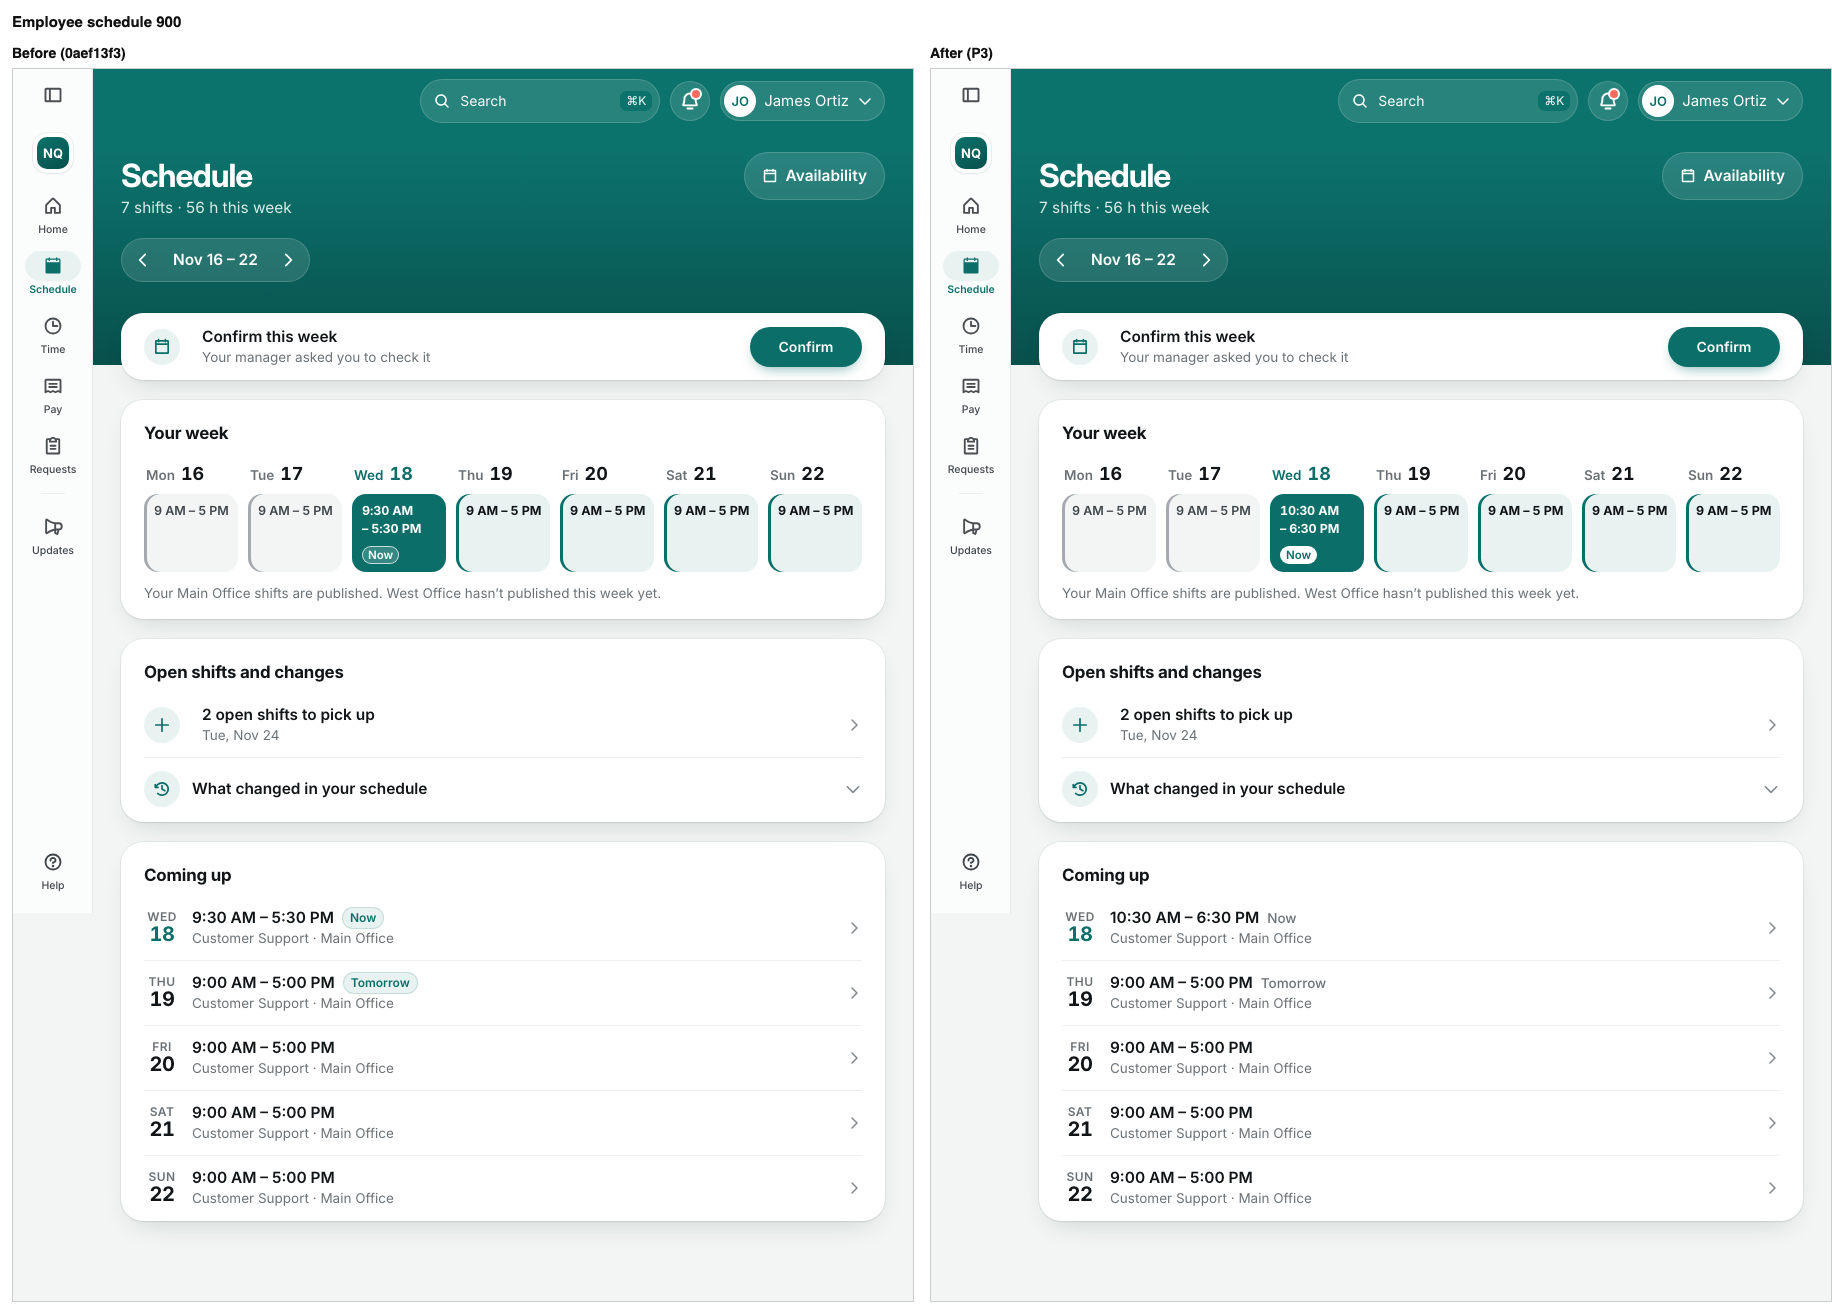 Employee schedule 900
Before (0aef13f3)
Search
⌘K
JO
James Ortiz
NQ
Home
Schedule
Time
Pay
Requests
Updates
Help
Schedule
Availability
7 shifts · 56 h this week
Nov 16 – 22
Confirm this week
Your manager asked you to check it
Confirm
Your week
Mon 16
Tue 17
Wed 18
Thu 19
Fri 20
Sat 21
Sun 22
9 AM – 5 PM
9 AM – 5 PM
9:30 AM
– 5:30 PM
Now
9 AM – 5 PM
9 AM – 5 PM
9 AM – 5 PM
9 AM – 5 PM
Your Main Office shifts are published. West Office hasn’t published this week yet.
Open shifts and changes
2 open shifts to pick up
Tue, Nov 24
What changed in your schedule
Coming up
WED
18
9:30 AM – 5:30 PM Now
Customer Support · Main Office
THU
19
9:00 AM – 5:00 PM Tomorrow
Customer Support · Main Office
FRI
20
9:00 AM – 5:00 PM
Customer Support · Main Office
SAT
21
9:00 AM – 5:00 PM
Customer Support · Main Office
SUN
22
9:00 AM – 5:00 PM
Customer Support · Main Office
After (P3)
Search
⌘K
JO
James Ortiz
NQ
Home
Schedule
Time
Pay
Requests
Updates
Help
Schedule
Availability
7 shifts · 56 h this week
Nov 16 – 22
Confirm this week
Your manager asked you to check it
Confirm
Your week
Mon 16
Tue 17
Wed 18
Thu 19
Fri 20
Sat 21
Sun 22
9 AM – 5 PM
9 AM – 5 PM
10:30 AM
– 6:30 PM
Now
9 AM – 5 PM
9 AM – 5 PM
9 AM – 5 PM
9 AM – 5 PM
Your Main Office shifts are published. West Office hasn’t published this week yet.
Open shifts and changes
2 open shifts to pick up
Tue, Nov 24
What changed in your schedule
Coming up
WED
18
10:30 AM – 6:30 PM Now
Customer Support · Main Office
THU
19
9:00 AM – 5:00 PM Tomorrow
Customer Support · Main Office
FRI
20
9:00 AM – 5:00 PM
Customer Support · Main Office
SAT
21
9:00 AM – 5:00 PM
Customer Support · Main Office
SUN
22
9:00 AM – 5:00 PM
Customer Support · Main Office